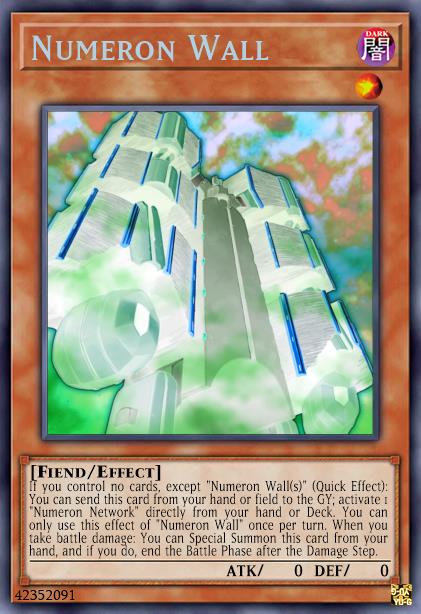 NUMERON WALL
DARK
闇
[FIEND/EFFECT]
If you control no cards, except "Numeron Wall(s)" (Quick Effect):
You can send this card from your hand or field to the GY; activate 1
"Numeron Network" directly from your hand or Deck. You can
only use this effect of "Numeron Wall" once per turn. When you
take battle damage: You can Special Summon this card from your
hand, and if you do, end the Battle Phase after the Damage Step.
ATK/ 0 DEF/ 0
42352091